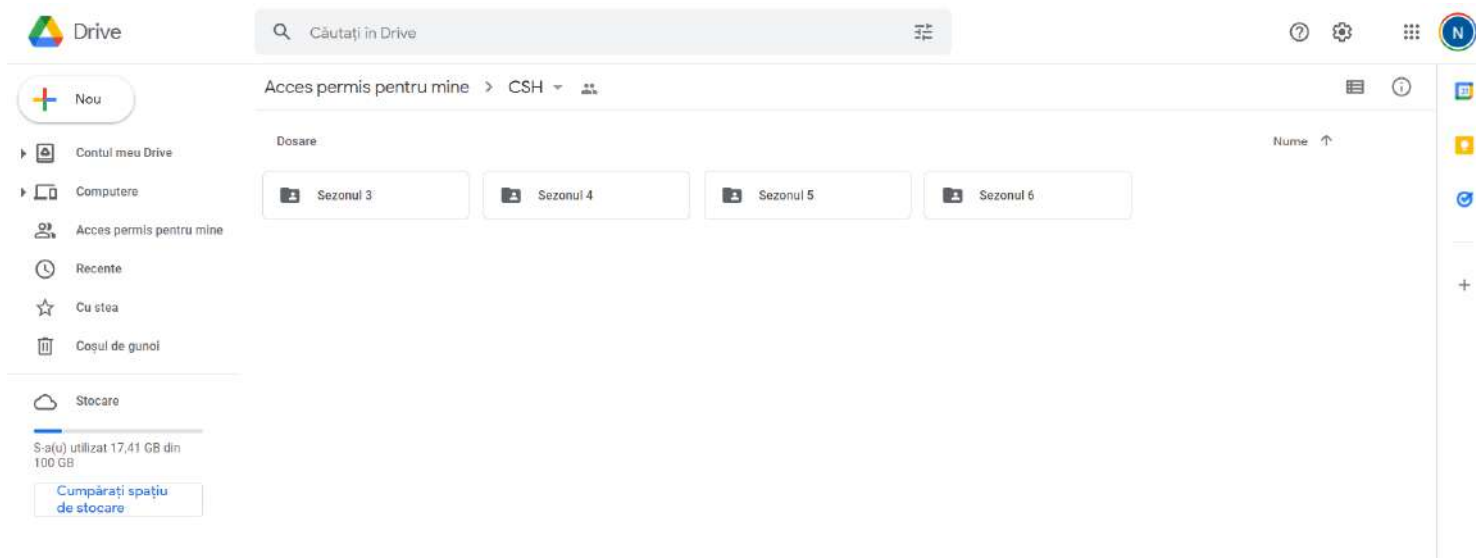 Drive
Căutați în Drive
N
Nou
Acces permis pentru mine > CSH
Contul meu Drive
Computere
Acces permis pentru mine
Recente
Cu stea
Coșul de gunoi
Stocare
S-a(u) utilizat 17,41 GB din
100 GB
Cumpărați spațiu
de stocare
Dosare
Nume
Sezonul 3
Sezonul 4
Sezonul 5
Sezonul 6
31